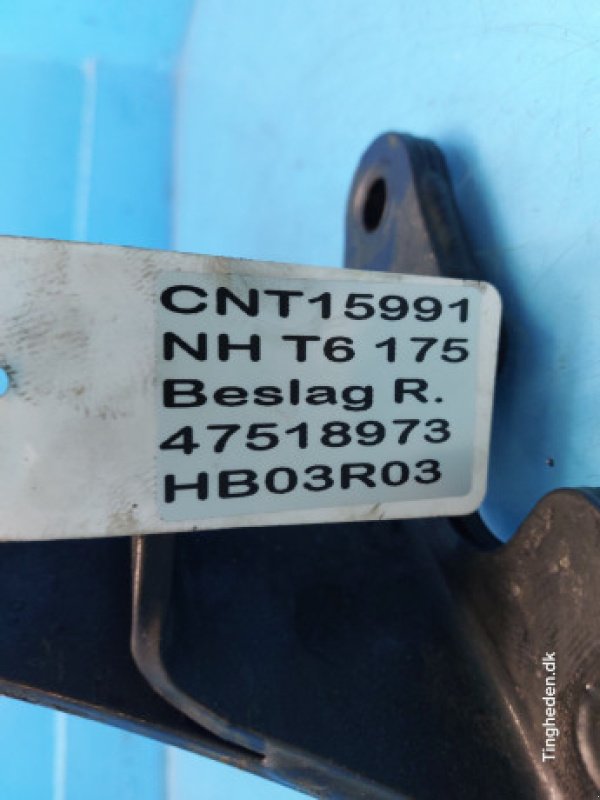 CNT15991
NH T6 175
Beslag R.
47518973
HB03R03
Tingheden.dk